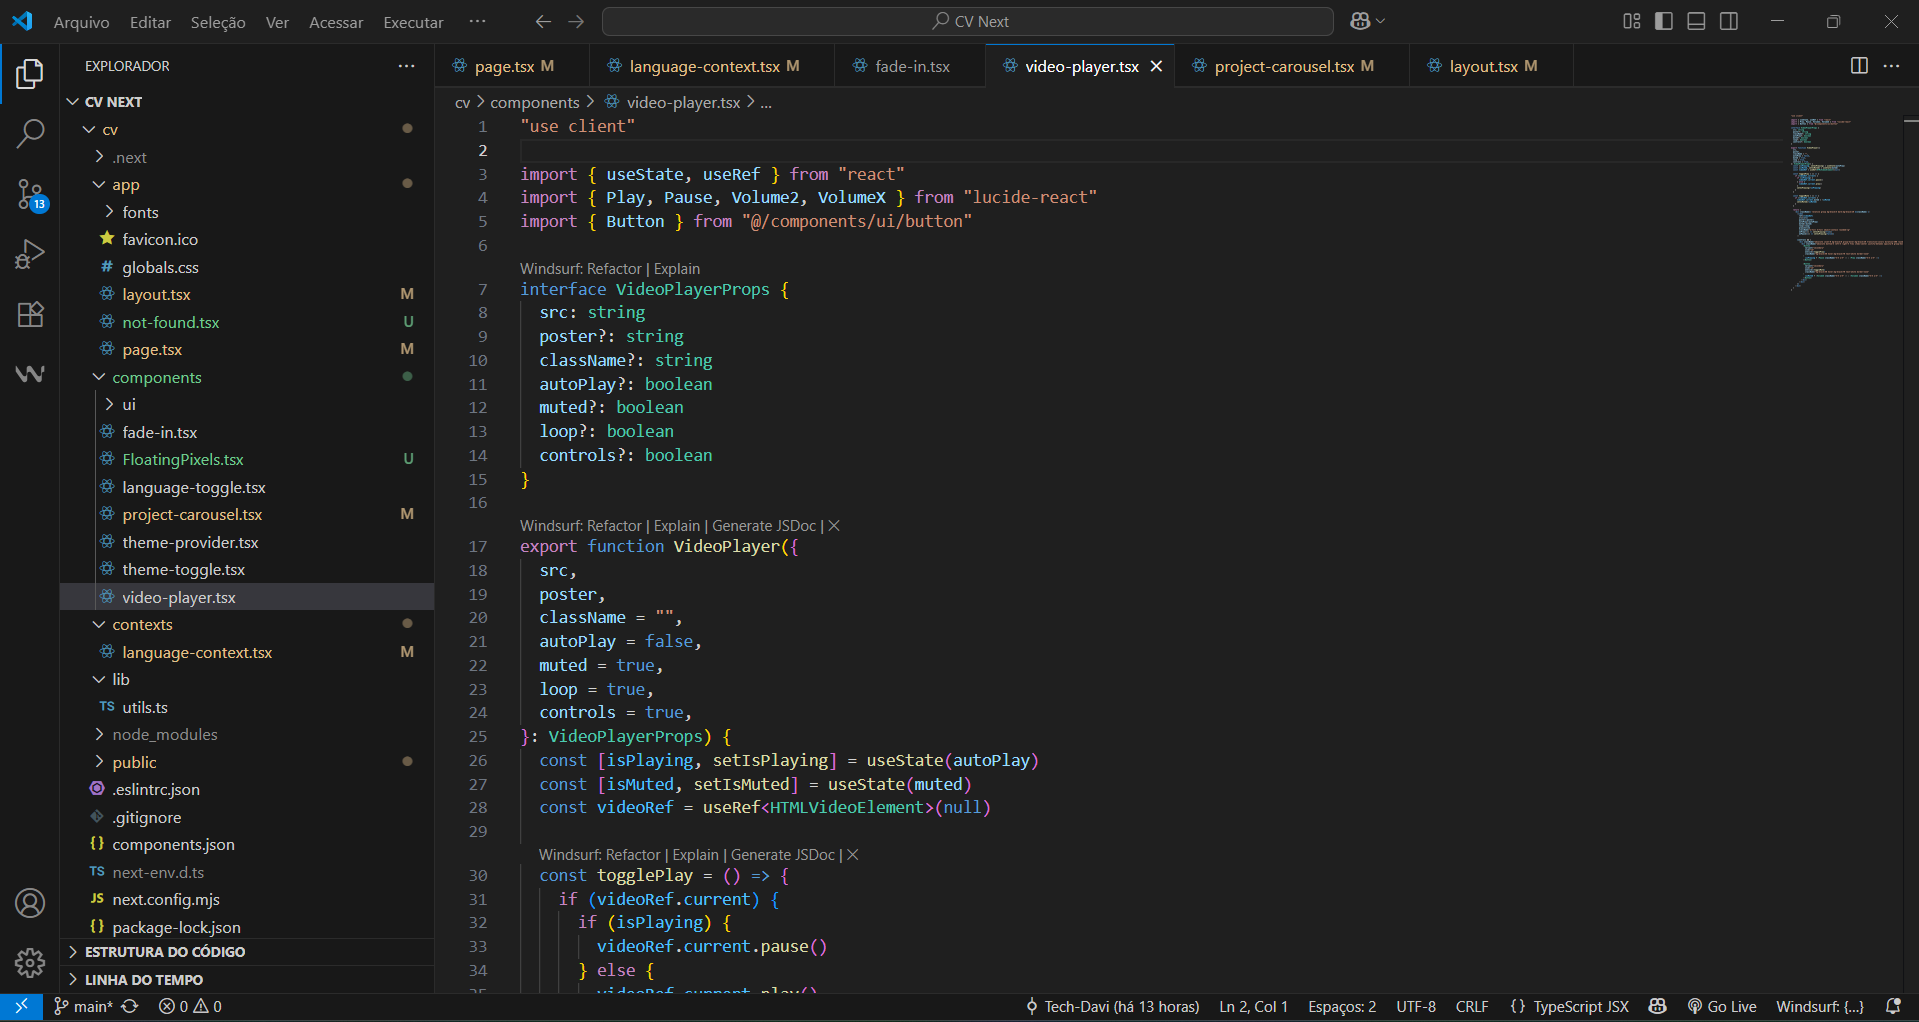 Arquivo Editar Seleção Ver Acessar Executar ··· CV Next
EXPLORADOR ···
CV NEXT
cv
.next
app
fonts
favicon.ico
# globals.css
layout.tsx M
not-found.tsx U
page.tsx M
components
ui
fade-in.tsx
FloatingPixels.tsx U
language-toggle.tsx
project-carousel.tsx M
theme-provider.tsx
theme-toggle.tsx
video-player.tsx
contexts
language-context.tsx M
lib
TS utils.ts
node_modules
public
.eslintrc.json
.gitignore
{} components.json
TS next-env.d.ts
JS next.config.mjs
{} package-lock.json
ESTRUTURA DO CÓDIGO
LINHA DO TEMPO
13
page.tsx M language-context.tsx M fade-in.tsx video-player.tsx project-carousel.tsx M layout.tsx M ···
cv > components > video-player.tsx > ...
1 "use client"
2
3 import { useState, useRef } from "react"
4 import { Play, Pause, Volume2, VolumeX } from "lucide-react"
5 import { Button } from "@/components/ui/button"
6
Windsurf: Refactor | Explain
7 interface VideoPlayerProps {
8 src: string
9 poster?: string
10 className?: string
11 autoPlay?: boolean
12 muted?: boolean
13 loop?: boolean
14 controls?: boolean
15 }
16
Windsurf: Refactor | Explain | Generate JSDoc | X
17 export function VideoPlayer({
18 src,
19 poster,
20 className = "",
21 autoPlay = false,
22 muted = true,
23 loop = true,
24 controls = true,
25 }: VideoPlayerProps) {
26 const [isPlaying, setIsPlaying] = useState(autoPlay)
27 const [isMuted, setIsMuted] = useState(muted)
28 const videoRef = useRef<HTMLVideoElement>(null)
29
Windsurf: Refactor | Explain | Generate JSDoc | X
30 const togglePlay = () => {
31 if (videoRef.current) {
32 if (isPlaying) {
33 videoRef.current.pause()
34 } else {
35 videoRef.current.play()
main* 0 0 Tech-Davi (há 13 horas) Ln 2, Col 1 Espaços: 2 UTF-8 CRLF {} TypeScript JSX Go Live Windsurf: {...}